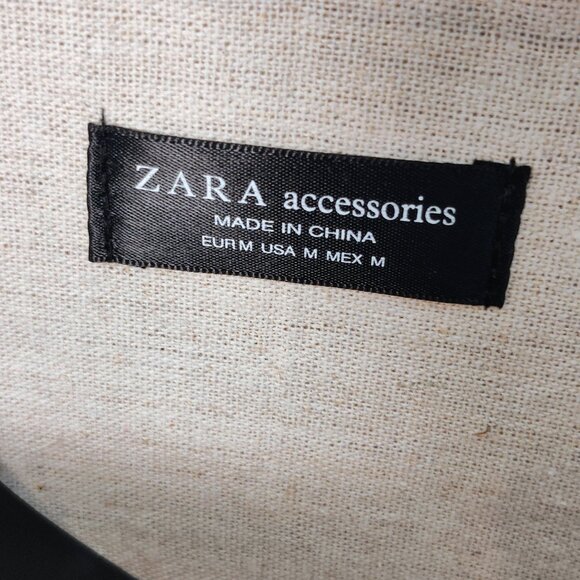 ZARA accessories
MADE IN CHINA
EUR M USA M MEX M